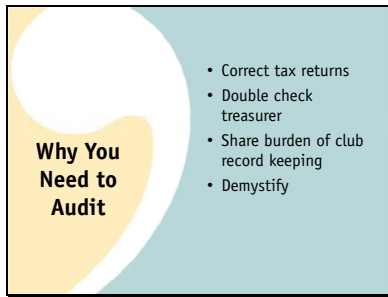 Why You
Need to
Audit
• Correct tax returns
• Double check
treasurer
• Share burden of club
record keeping
• Demystify